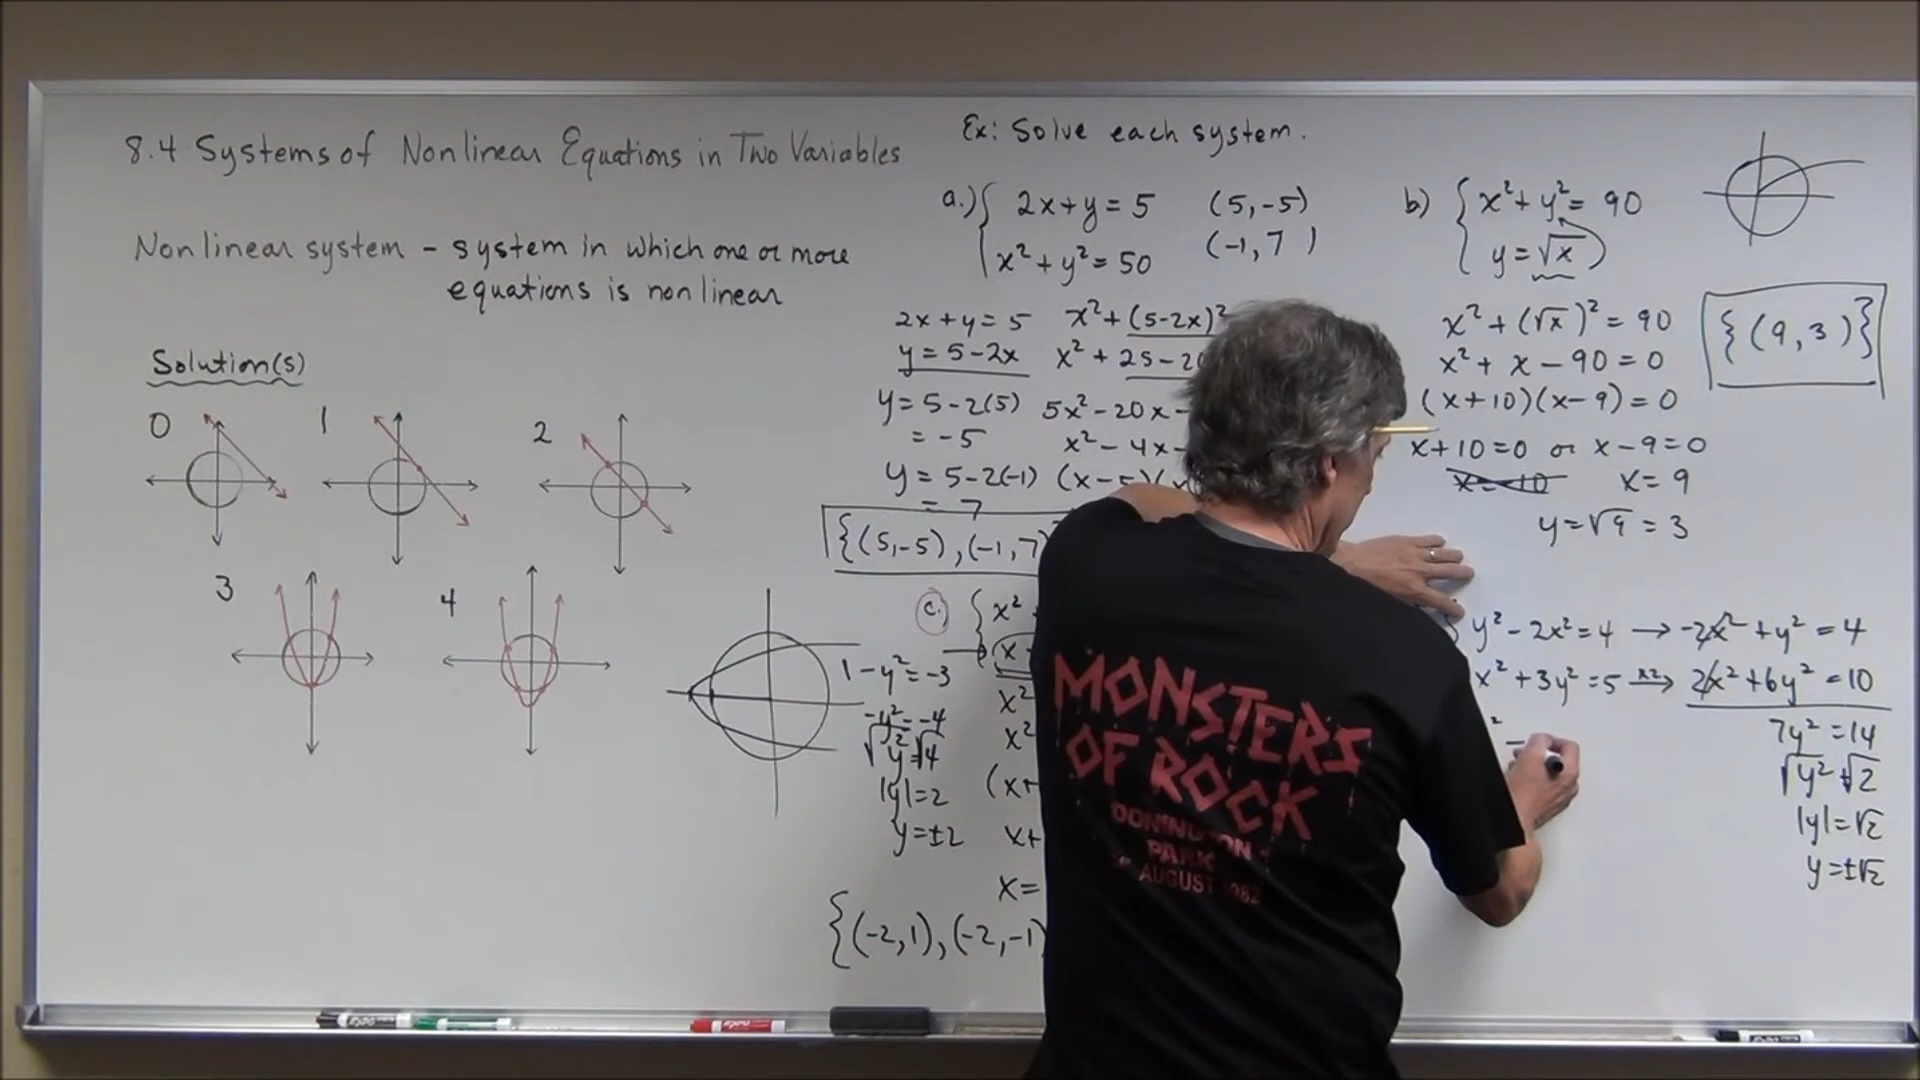 8.4 Systems of Nonlinear Equations in Two Variables
Nonlinear system - system in which one or more
equations is nonlinear
Solution(s)
0
1
2
3
4
Ex: Solve each system.
a.) { 2x+y=5 (5,-5)
x²+y²=50 (-1,7)
2x+y=5
y=5-2x
y=5-2(5)
=-5
y=5-2(-1)
=7
x²+(5-2x)²
x²+25-20
5x²-20x-
x²-4x-
(x-5)(x
{(5,-5),(-1,7)
b) { x²+y²=90
y=√x
x²+(√x)²=90
x²+x-90=0
(x+10)(x-9)=0
x+10=0 or x-9=0
x=-10 x=9
y=√9=3
{(9,3)}
c. { x²
(x
1-y²=-3
-y²=-4
√y²=√4
|y|=2
y=±2
x²
x²
(x+
x+
x=
{(-2,1),(-2,-1)
y²-2x²=4 → -2x²+y²=4
x²+3y²=5 x2→ 2x²+6y²=10
7y²=14
√y²=√2
|y|=√2
y=±√2
MONSTERS
OF ROCK
DONINGTON
PARK
AUGUST 1982